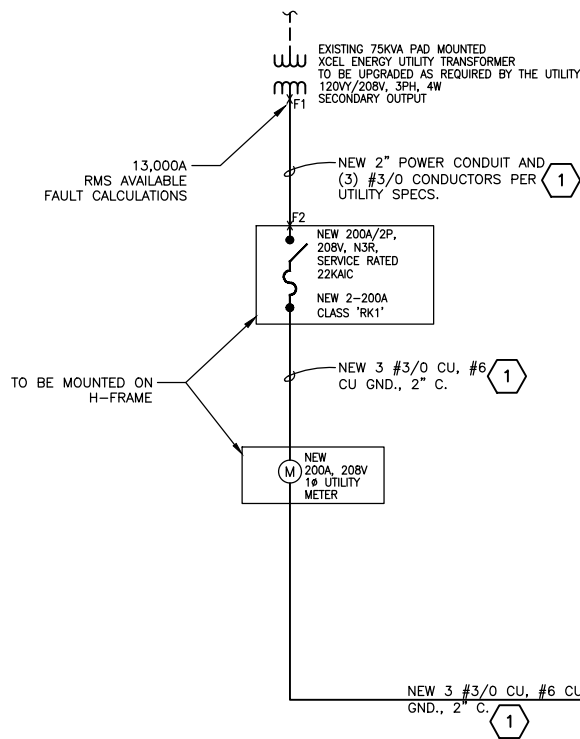 EXISTING 75KVA PAD MOUNTED
XCEL ENERGY UTILITY TRANSFORMER
TO BE UPGRADED AS REQUIRED BY THE UTILITY
120VY/208V, 3PH, 4W
SECONDARY OUTPUT
F1
13,000A
RMS AVAILABLE
FAULT CALCULATIONS
NEW 2" POWER CONDUIT AND
(3) #3/0 CONDUCTORS PER
UTILITY SPECS.
1
F2
NEW 200A/2P,
208V, N3R,
SERVICE RATED
22KAIC
NEW 2-200A
CLASS 'RK1'
TO BE MOUNTED ON
H-FRAME
NEW 3 #3/0 CU, #6
CU GND., 2" C.
1
M
NEW
200A, 208V
1ø UTILITY
METER
NEW 3 #3/0 CU, #6 CU
GND., 2" C.
1